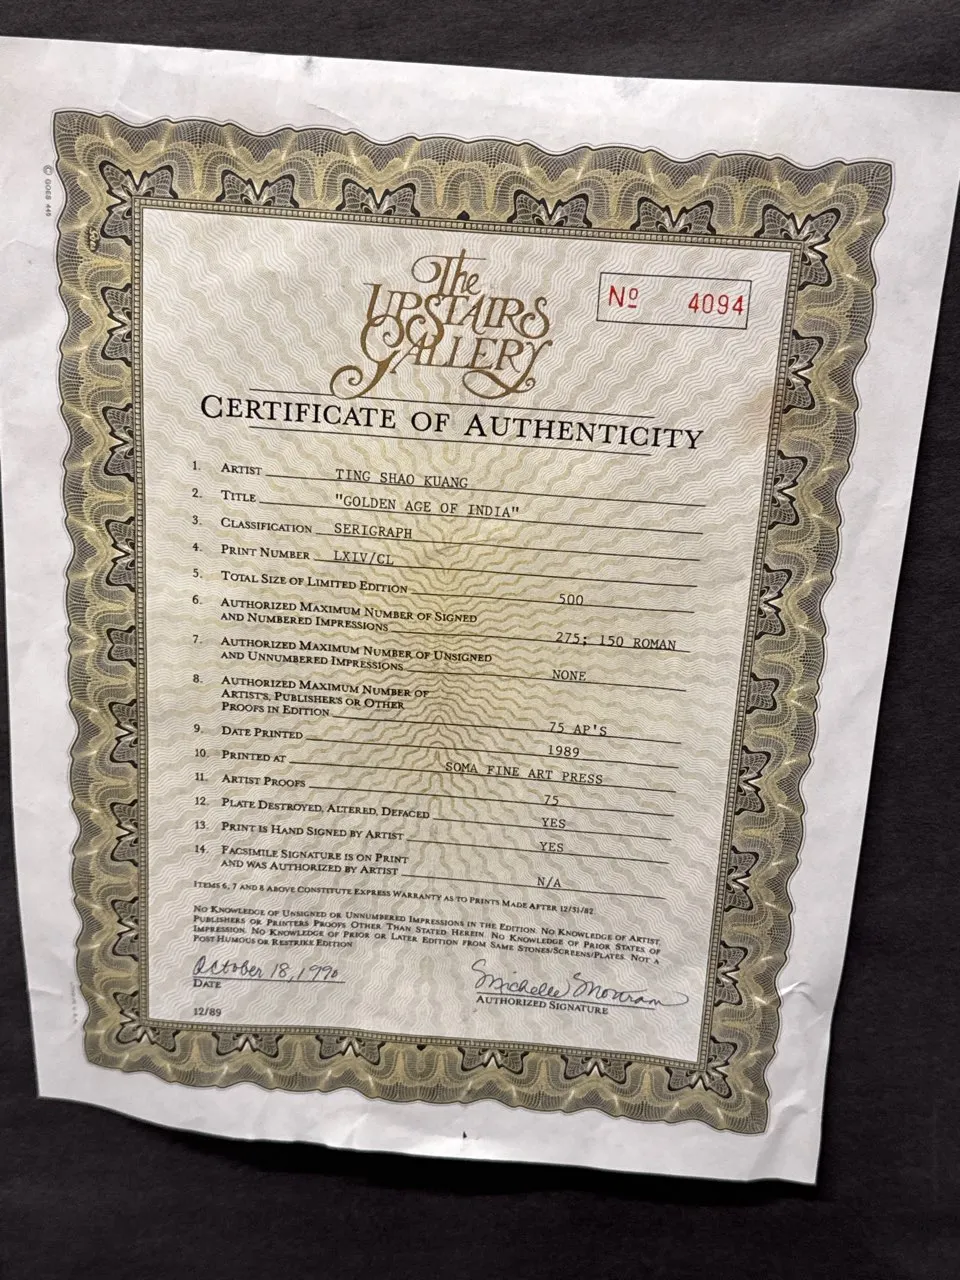 © GOES 449
The
UPSTAIRS
GALLERY
Nº 4094
CERTIFICATE OF AUTHENTICITY
1. ARTIST TING SHAO KUANG
2. TITLE "GOLDEN AGE OF INDIA"
3. CLASSIFICATION SERIGRAPH
4. PRINT NUMBER LXIV/CL
5. TOTAL SIZE OF LIMITED EDITION 500
6. AUTHORIZED MAXIMUM NUMBER OF SIGNED
AND NUMBERED IMPRESSIONS 275; 150 ROMAN
7. AUTHORIZED MAXIMUM NUMBER OF UNSIGNED
AND UNNUMBERED IMPRESSIONS NONE
8. AUTHORIZED MAXIMUM NUMBER OF
ARTIST'S, PUBLISHER'S OR OTHER
PROOFS IN EDITION 75 AP'S
9. DATE PRINTED 1989
10. PRINTED AT SOMA FINE ART PRESS
11. ARTIST PROOFS 75
12. PLATE DESTROYED, ALTERED, DEFACED YES
13. PRINT IS HAND SIGNED BY ARTIST YES
14. FACSIMILE SIGNATURE IS ON PRINT
AND WAS AUTHORIZED BY ARTIST N/A
ITEMS 6, 7 AND 8 ABOVE CONSTITUTE EXPRESS WARRANTY AS TO PRINTS MADE AFTER 12/31/82
NO KNOWLEDGE OF UNSIGNED OR UNNUMBERED IMPRESSIONS IN THE EDITION. NO KNOWLEDGE OF ARTIST,
PUBLISHERS OR PRINTERS PROOFS OTHER THAN STATED HEREIN. NO KNOWLEDGE OF PRIOR STATES OF
IMPRESSION. NO KNOWLEDGE OF PRIOR OR LATER EDITION FROM SAME STONES/SCREENS/PLATES. NOT A
POST HUMOUS OR RESTRIKE EDITION
October 18, 1990
DATE
Michelle
AUTHORIZED SIGNATURE
12/89